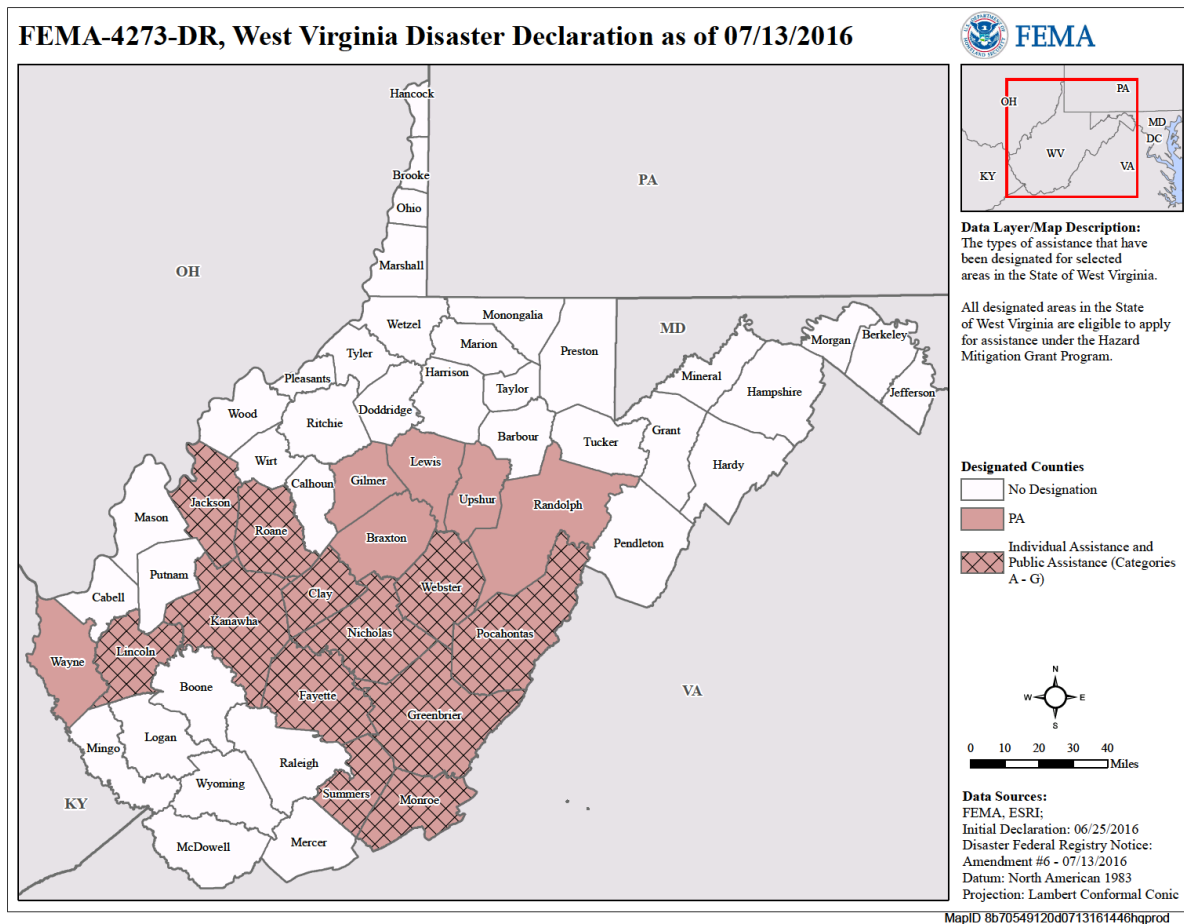 FEMA-4273-DR, West Virginia Disaster Declaration as of 07/13/2016
FEMA
Hancock
Brooke
Ohio
Marshall
PA
OH
Wetzel
Monongalia
MD
Marion
Tyler
Preston
Morgan
Berkeley
Harrison
Pleasants
Taylor
Mineral
Hampshire
Jefferson
Wood
Doddridge
Ritchie
Barbour
Tucker
Grant
Wirt
Lewis
Hardy
Gilmer
Calhoun
Upshur
Randolph
Jackson
Mason
Roane
Braxton
Pendleton
Putnam
Webster
Cabell
Clay
Kanawha
Nicholas
Pocahontas
Lincoln
Wayne
Boone
Fayette
VA
Greenbrier
Logan
Mingo
Raleigh
Wyoming
Summers
Monroe
KY
McDowell
Mercer
OH
PA
MD
DC
WV
VA
KY
Data Layer/Map Description:
The types of assistance that have
been designated for selected
areas in the State of West Virginia.
All designated areas in the State
of West Virginia are eligible to apply
for assistance under the Hazard
Mitigation Grant Program.
Designated Counties
No Designation
PA
Individual Assistance and
Public Assistance (Categories
A - G)
N
W E
S
0 10 20 30 40
Miles
Data Sources:
FEMA, ESRI;
Initial Declaration: 06/25/2016
Disaster Federal Registry Notice:
Amendment #6 - 07/13/2016
Datum: North American 1983
Projection: Lambert Conformal Conic
MapID 8b70549120d0713161446hqprod